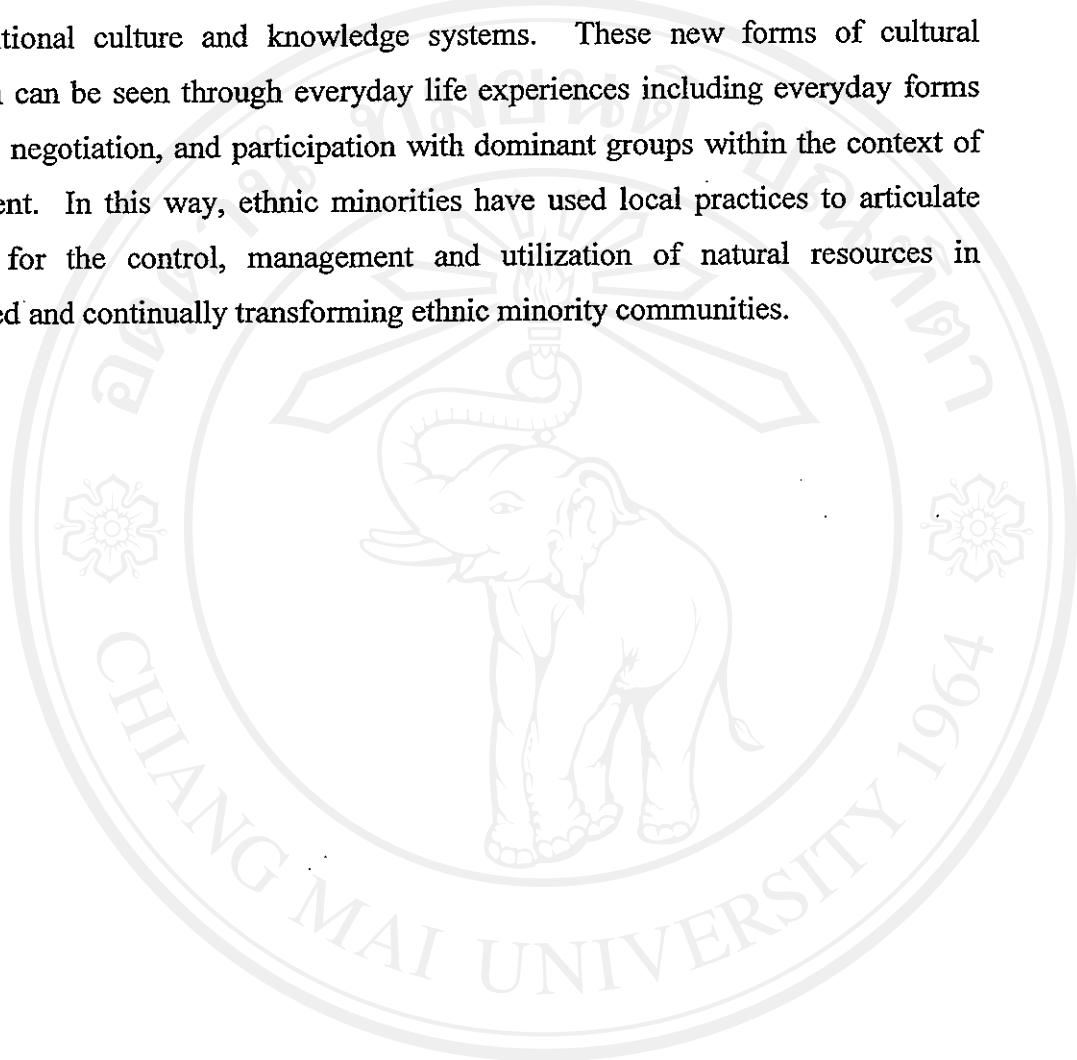 culture and knowledge systems. These new forms of cultural
can be seen through everyday life experiences including everyday forms
negotiation, and participation with dominant groups within the context of
In this way, ethnic minorities have used local practices to articulate
for the control, management and utilization of natural resources in
and continually transforming ethnic minority communities.
CHIANG MAI UNIVERSITY 1964